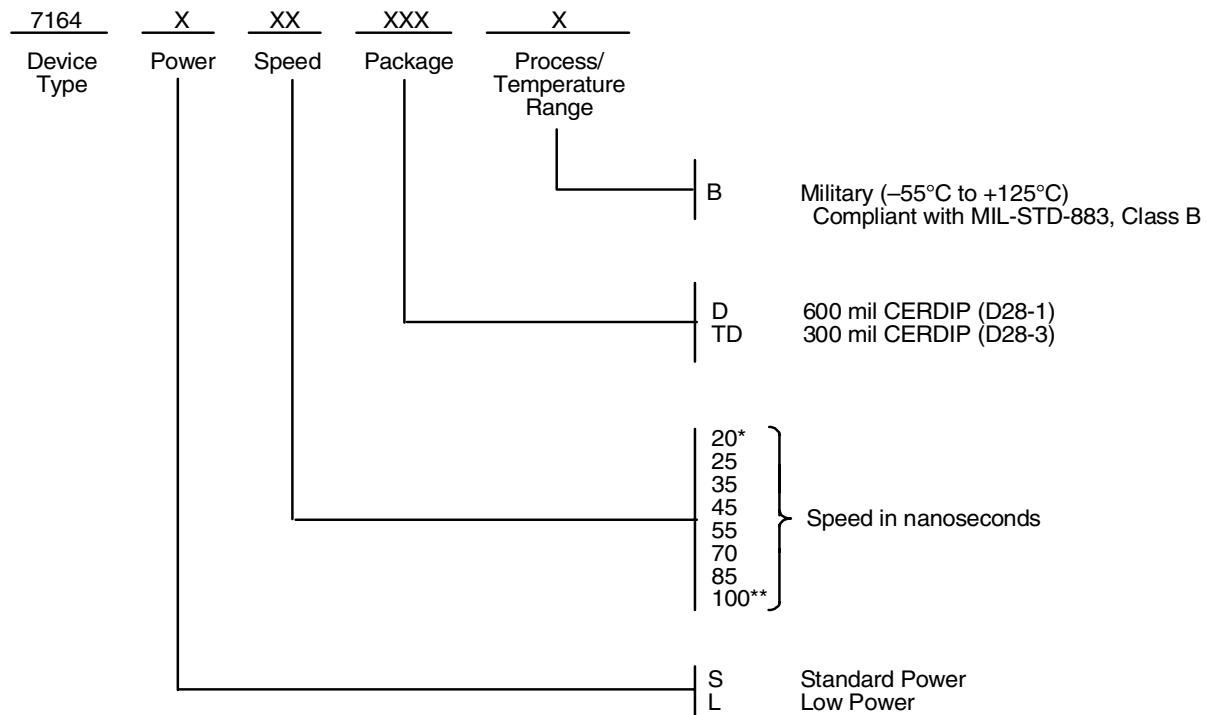 7164 X XX XXX X
Device Type
Power
Speed
Package
Process/
Temperature
Range
B Military (–55°C to +125°C)
Compliant with MIL-STD-883, Class B
D 600 mil CERDIP (D28-1)
TD 300 mil CERDIP (D28-3)
20*
25
35
45
55
70
85
100**
Speed in nanoseconds
S Standard Power
L Low Power